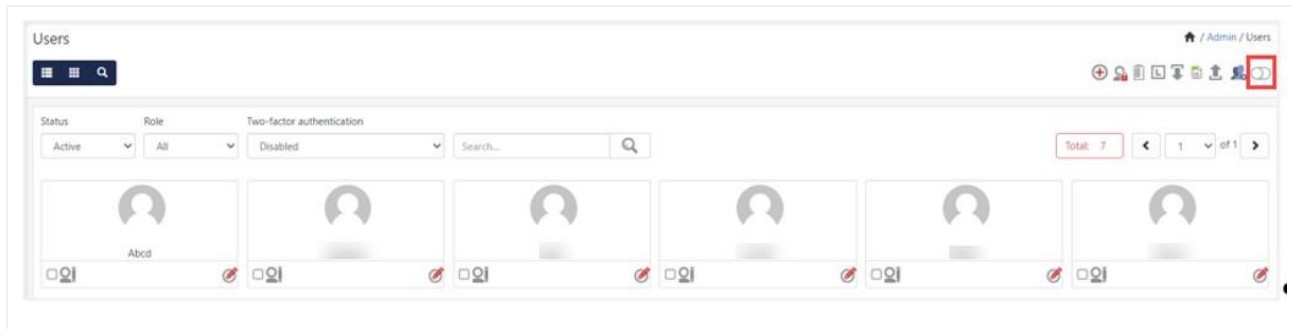 Users
/ Admin / Users
Status Role Two-factor authentication
Active All Disabled Search... Total: 7 1 of 1
Abcd